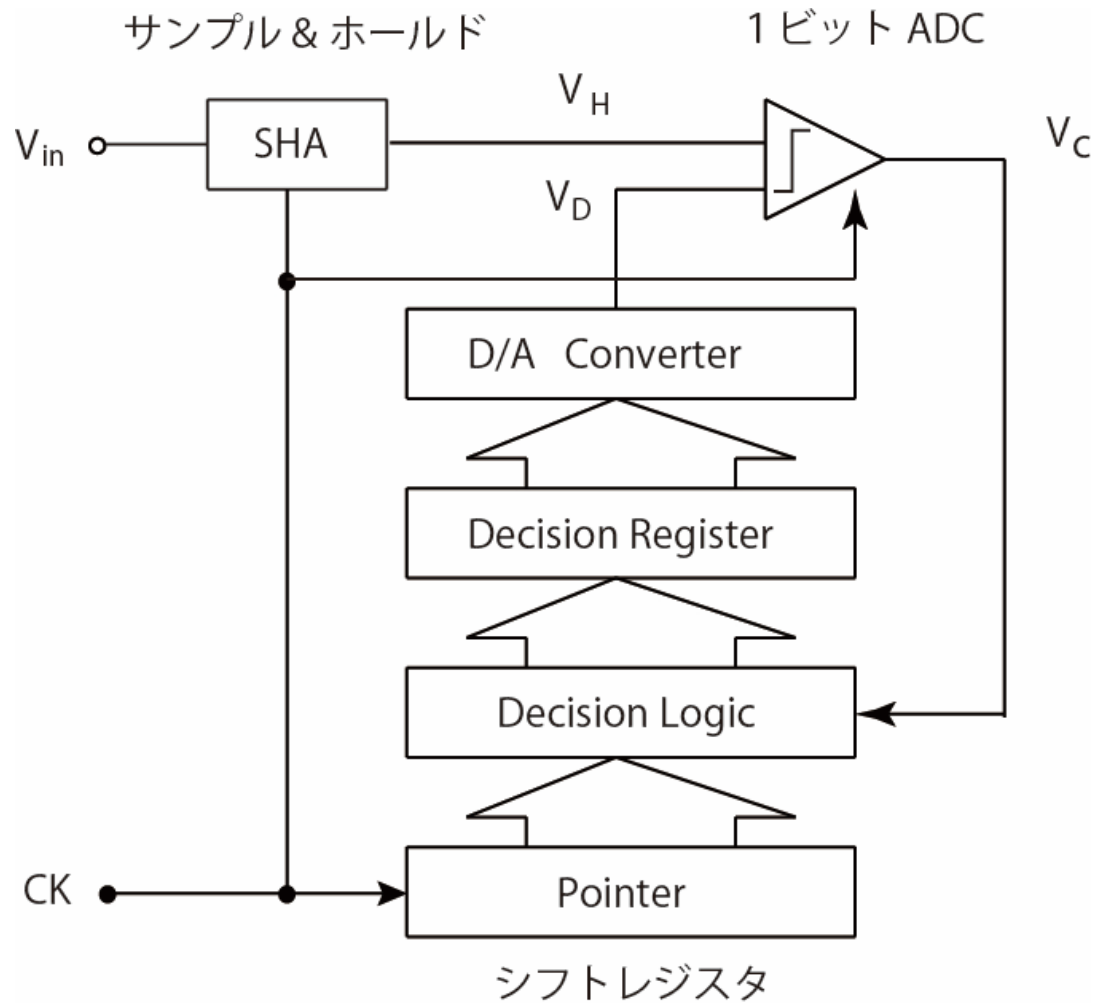 サンプル & ホールド
1 ビット ADC
V_H
V_in
SHA
V_C
V_D
D/A Converter
Decision Register
Decision Logic
CK
Pointer
シフトレジスタ